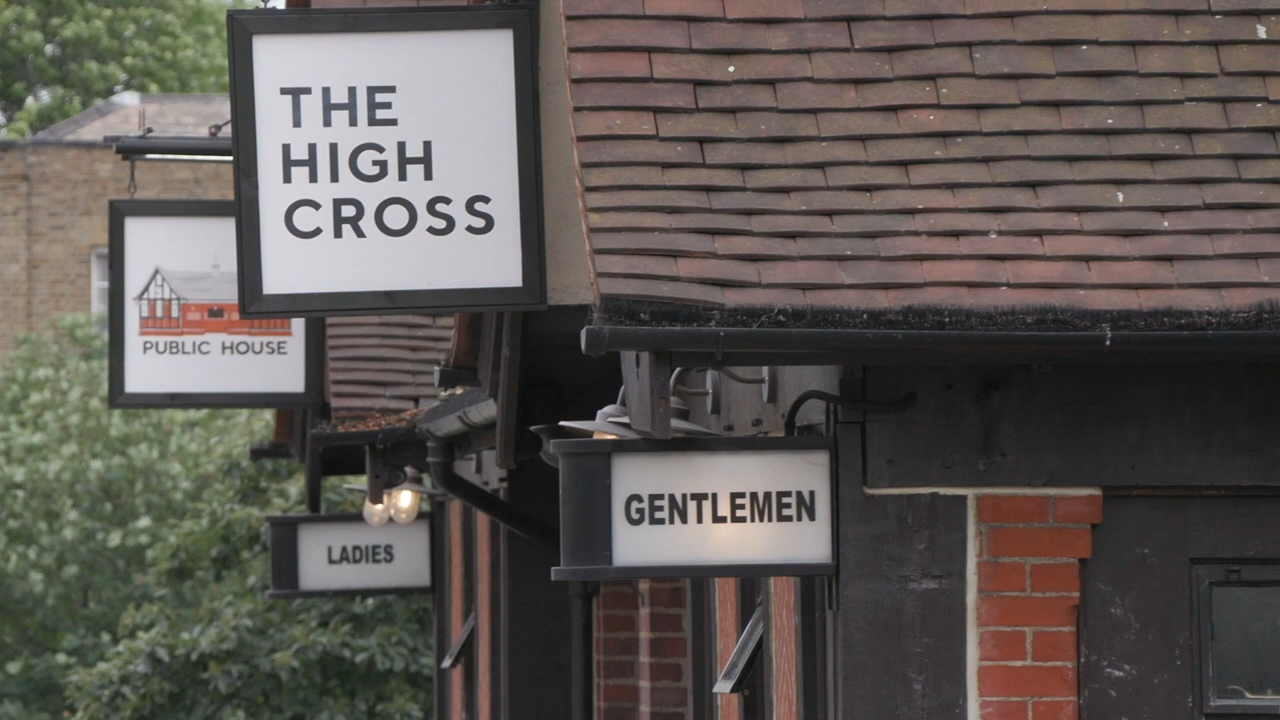 THE
HIGH
CROSS
PUBLIC HOUSE
GENTLEMEN
LADIES